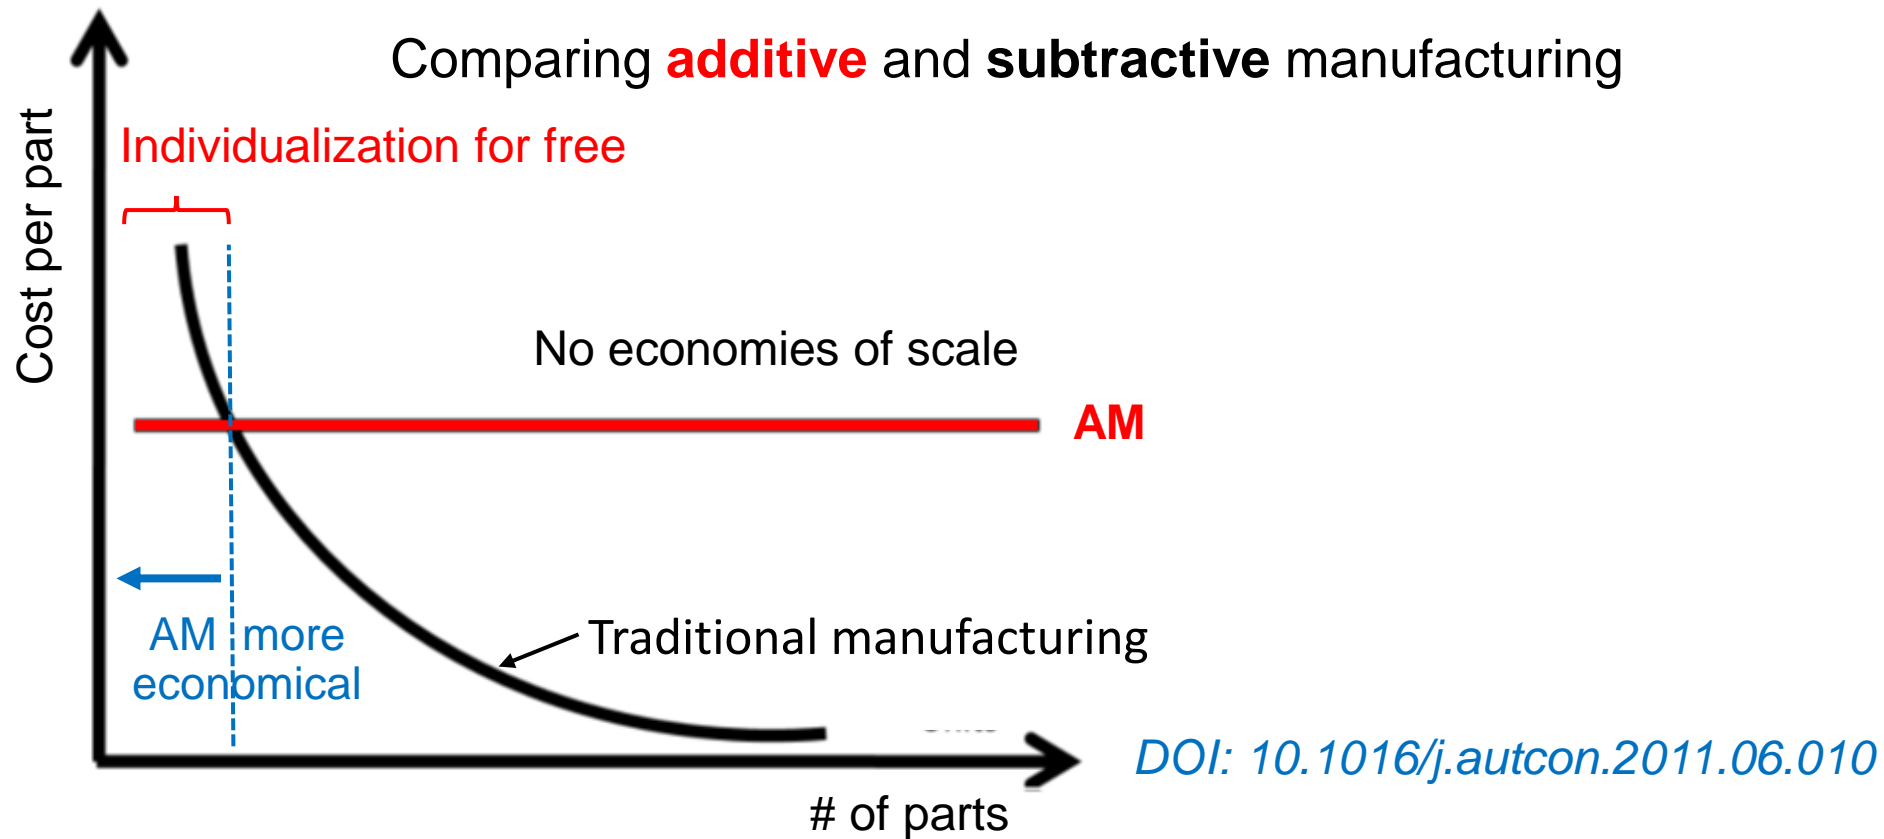 Comparing additive and subtractive manufacturing
Individualization for free
Cost per part
No economies of scale
AM
AM more
economical
Traditional manufacturing
DOI: 10.1016/j.autcon.2011.06.010
# of parts